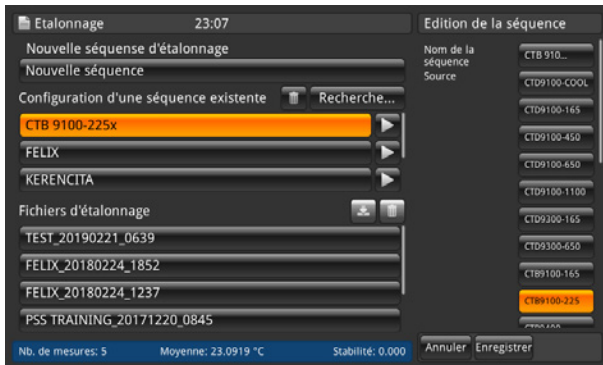 Etalonnage 23:07
Nouvelle séquense d'étalonnage
Nouvelle séquence
Configuration d'une séquence existente Recherche...
CTB 9100-225x
FELIX
KERENCITA
Fichiers d'étalonnage
TEST_20190221_0639
FELIX_20180224_1852
FELIX_20180224_1237
PSS TRAINING_20171220_0845
Nb. de mesures: 5 Moyenne: 23.0919 °C Stabilité: 0.000
Edition de la séquence
Nom de la
séquence
CTB 910...
Source
CTD9100-COOL
CTD9100-165
CTD9100-450
CTD9100-650
CTD9100-1100
CTD9300-165
CTD9300-650
CTB9100-165
CTB9100-225
Annuler Enregistrer